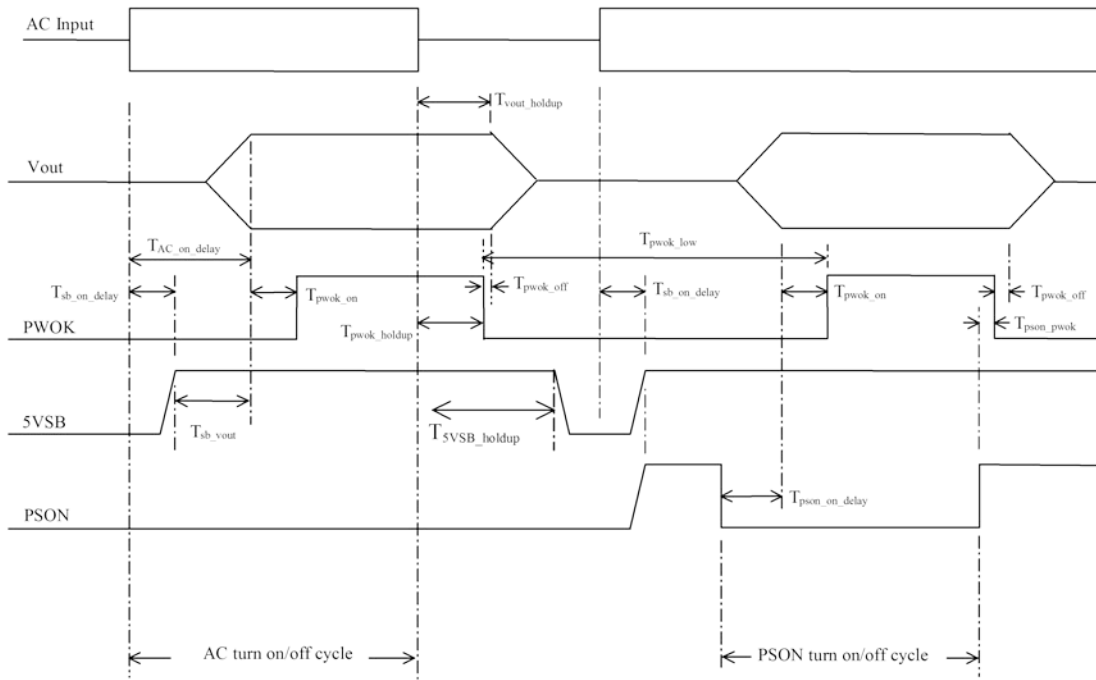 AC Input
T_vout_holdup
Vout
T_AC_on_delay
T_pwok_low
T_sb_on_delay
T_pwok_on
T_pwok_off
T_sb_on_delay
T_pwok_on
T_pwok_off
PWOK
T_pwok_holdup
T_pson_pwok
5VSB
T_sb_vout
T_5VSB_holdup
PSON
T_pson_on_delay
AC turn on/off cycle
PSON turn on/off cycle